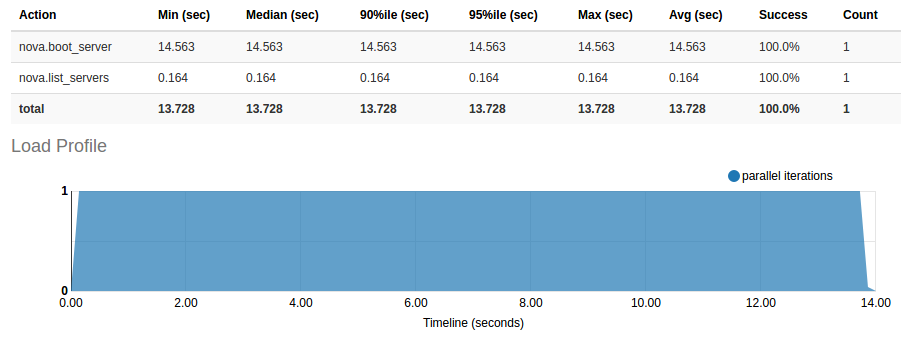 Action Min (sec) Median (sec) 90%ile (sec) 95%ile (sec) Max (sec) Avg (sec) Success Count
nova.boot_server 14.563 14.563 14.563 14.563 14.563 14.563 100.0% 1
nova.list_servers 0.164 0.164 0.164 0.164 0.164 0.164 100.0% 1
total 13.728 13.728 13.728 13.728 13.728 13.728 100.0% 1
Load Profile
parallel iterations
1
0
0.00 2.00 4.00 6.00 8.00 10.00 12.00 14.00
Timeline (seconds)